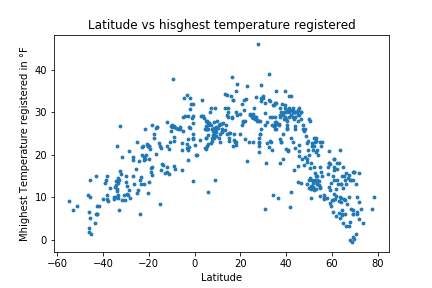 Latitude vs hisghest temperature registered
Mhighest Temperature registered in °F
40
30
20
10
0
−60 −40 −20 0 20 40 60 80
Latitude